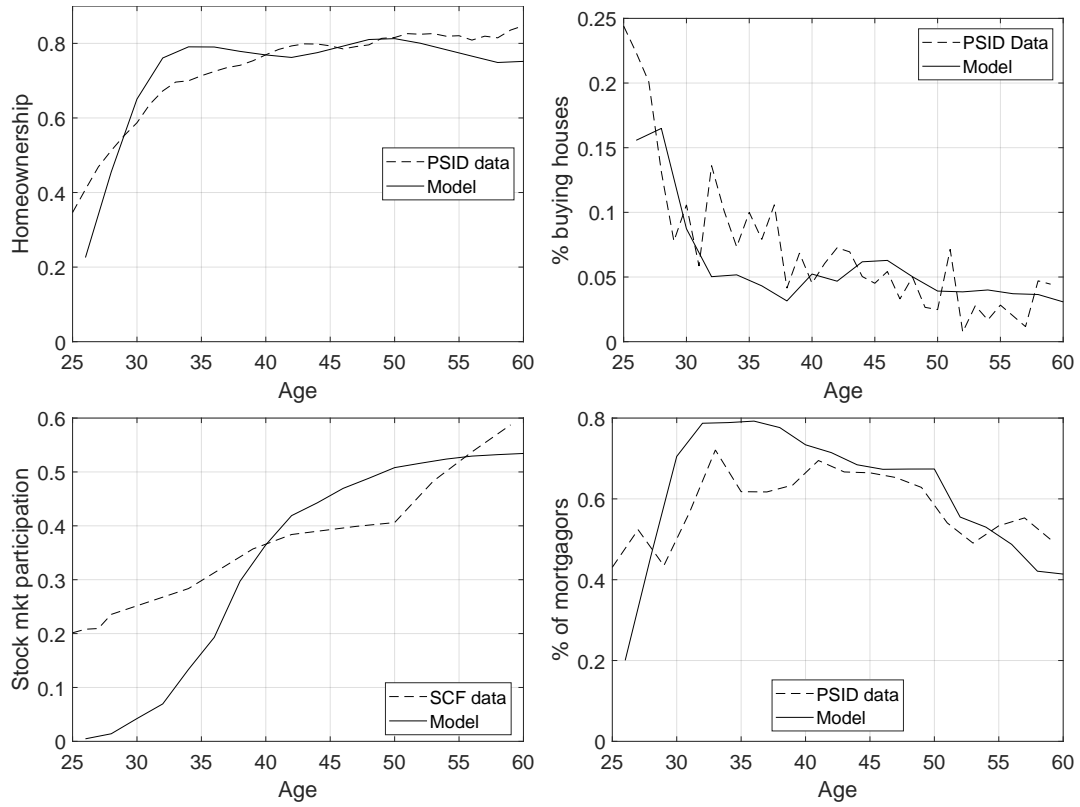 Homeownership
0.8
0.6
0.4
0.2
0
25 30 35 40 45 50 55 60
Age
PSID data
Model
% buying houses
0.25
0.2
0.15
0.1
0.05
0
25 30 35 40 45 50 55 60
Age
PSID Data
Model
Stock mkt participation
0.6
0.5
0.4
0.3
0.2
0.1
0
25 30 35 40 45 50 55 60
Age
SCF data
Model
% of mortgagors
0.8
0.6
0.4
0.2
0
25 30 35 40 45 50 55 60
Age
PSID data
Model